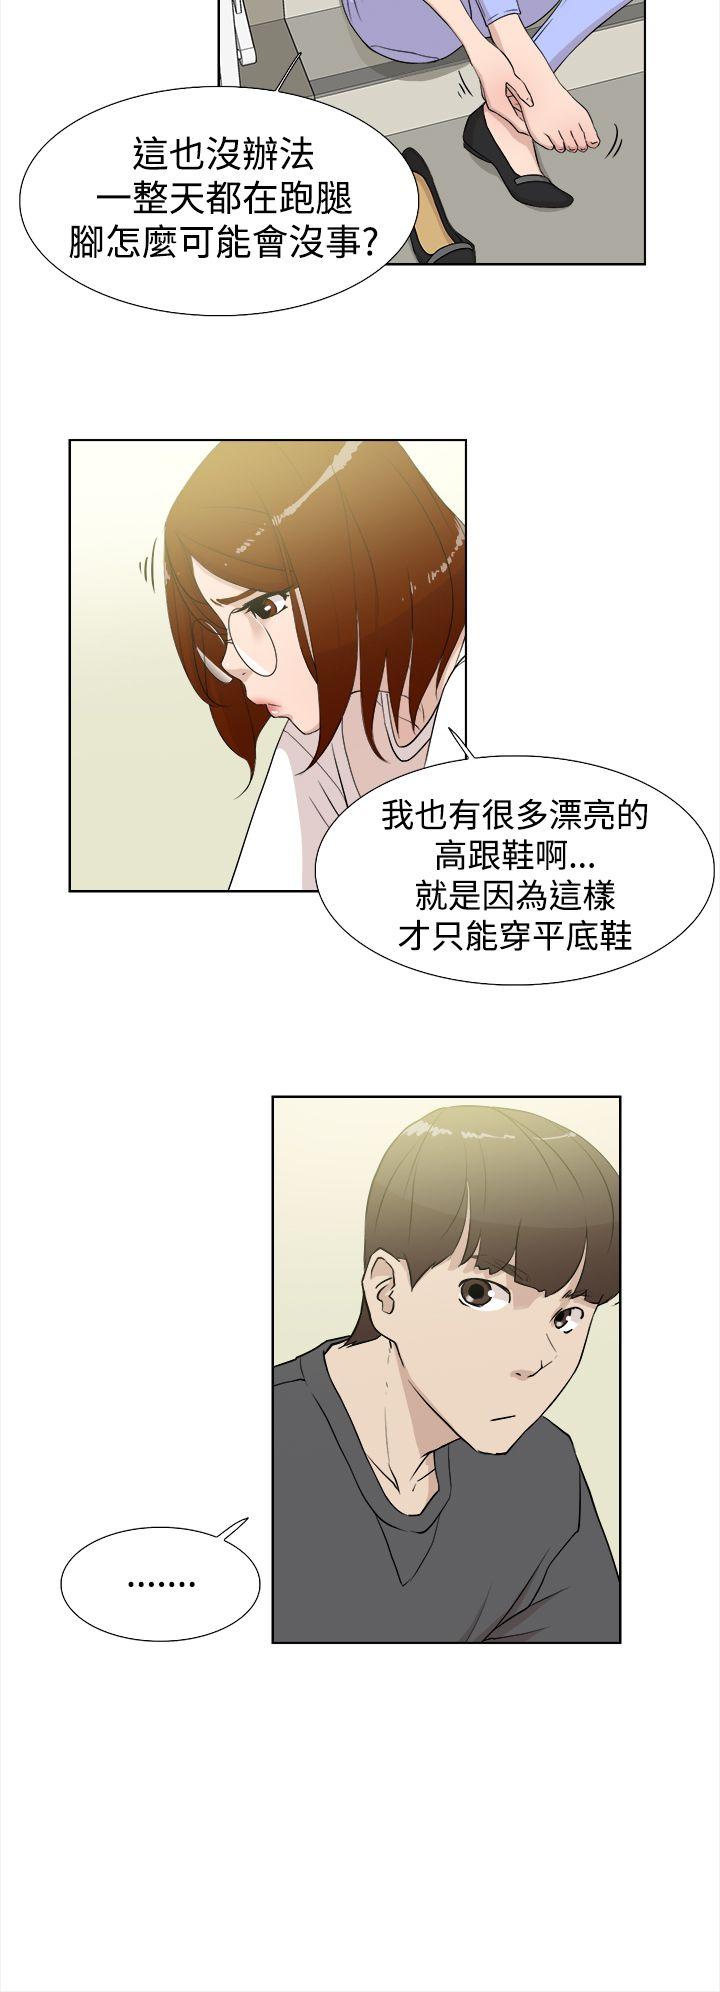 這也沒辦法
一整天都在跑腿
腳怎麼可能會沒事?
我也有很多漂亮的
高跟鞋啊...
就是因為這樣
才只能穿平底鞋
.......